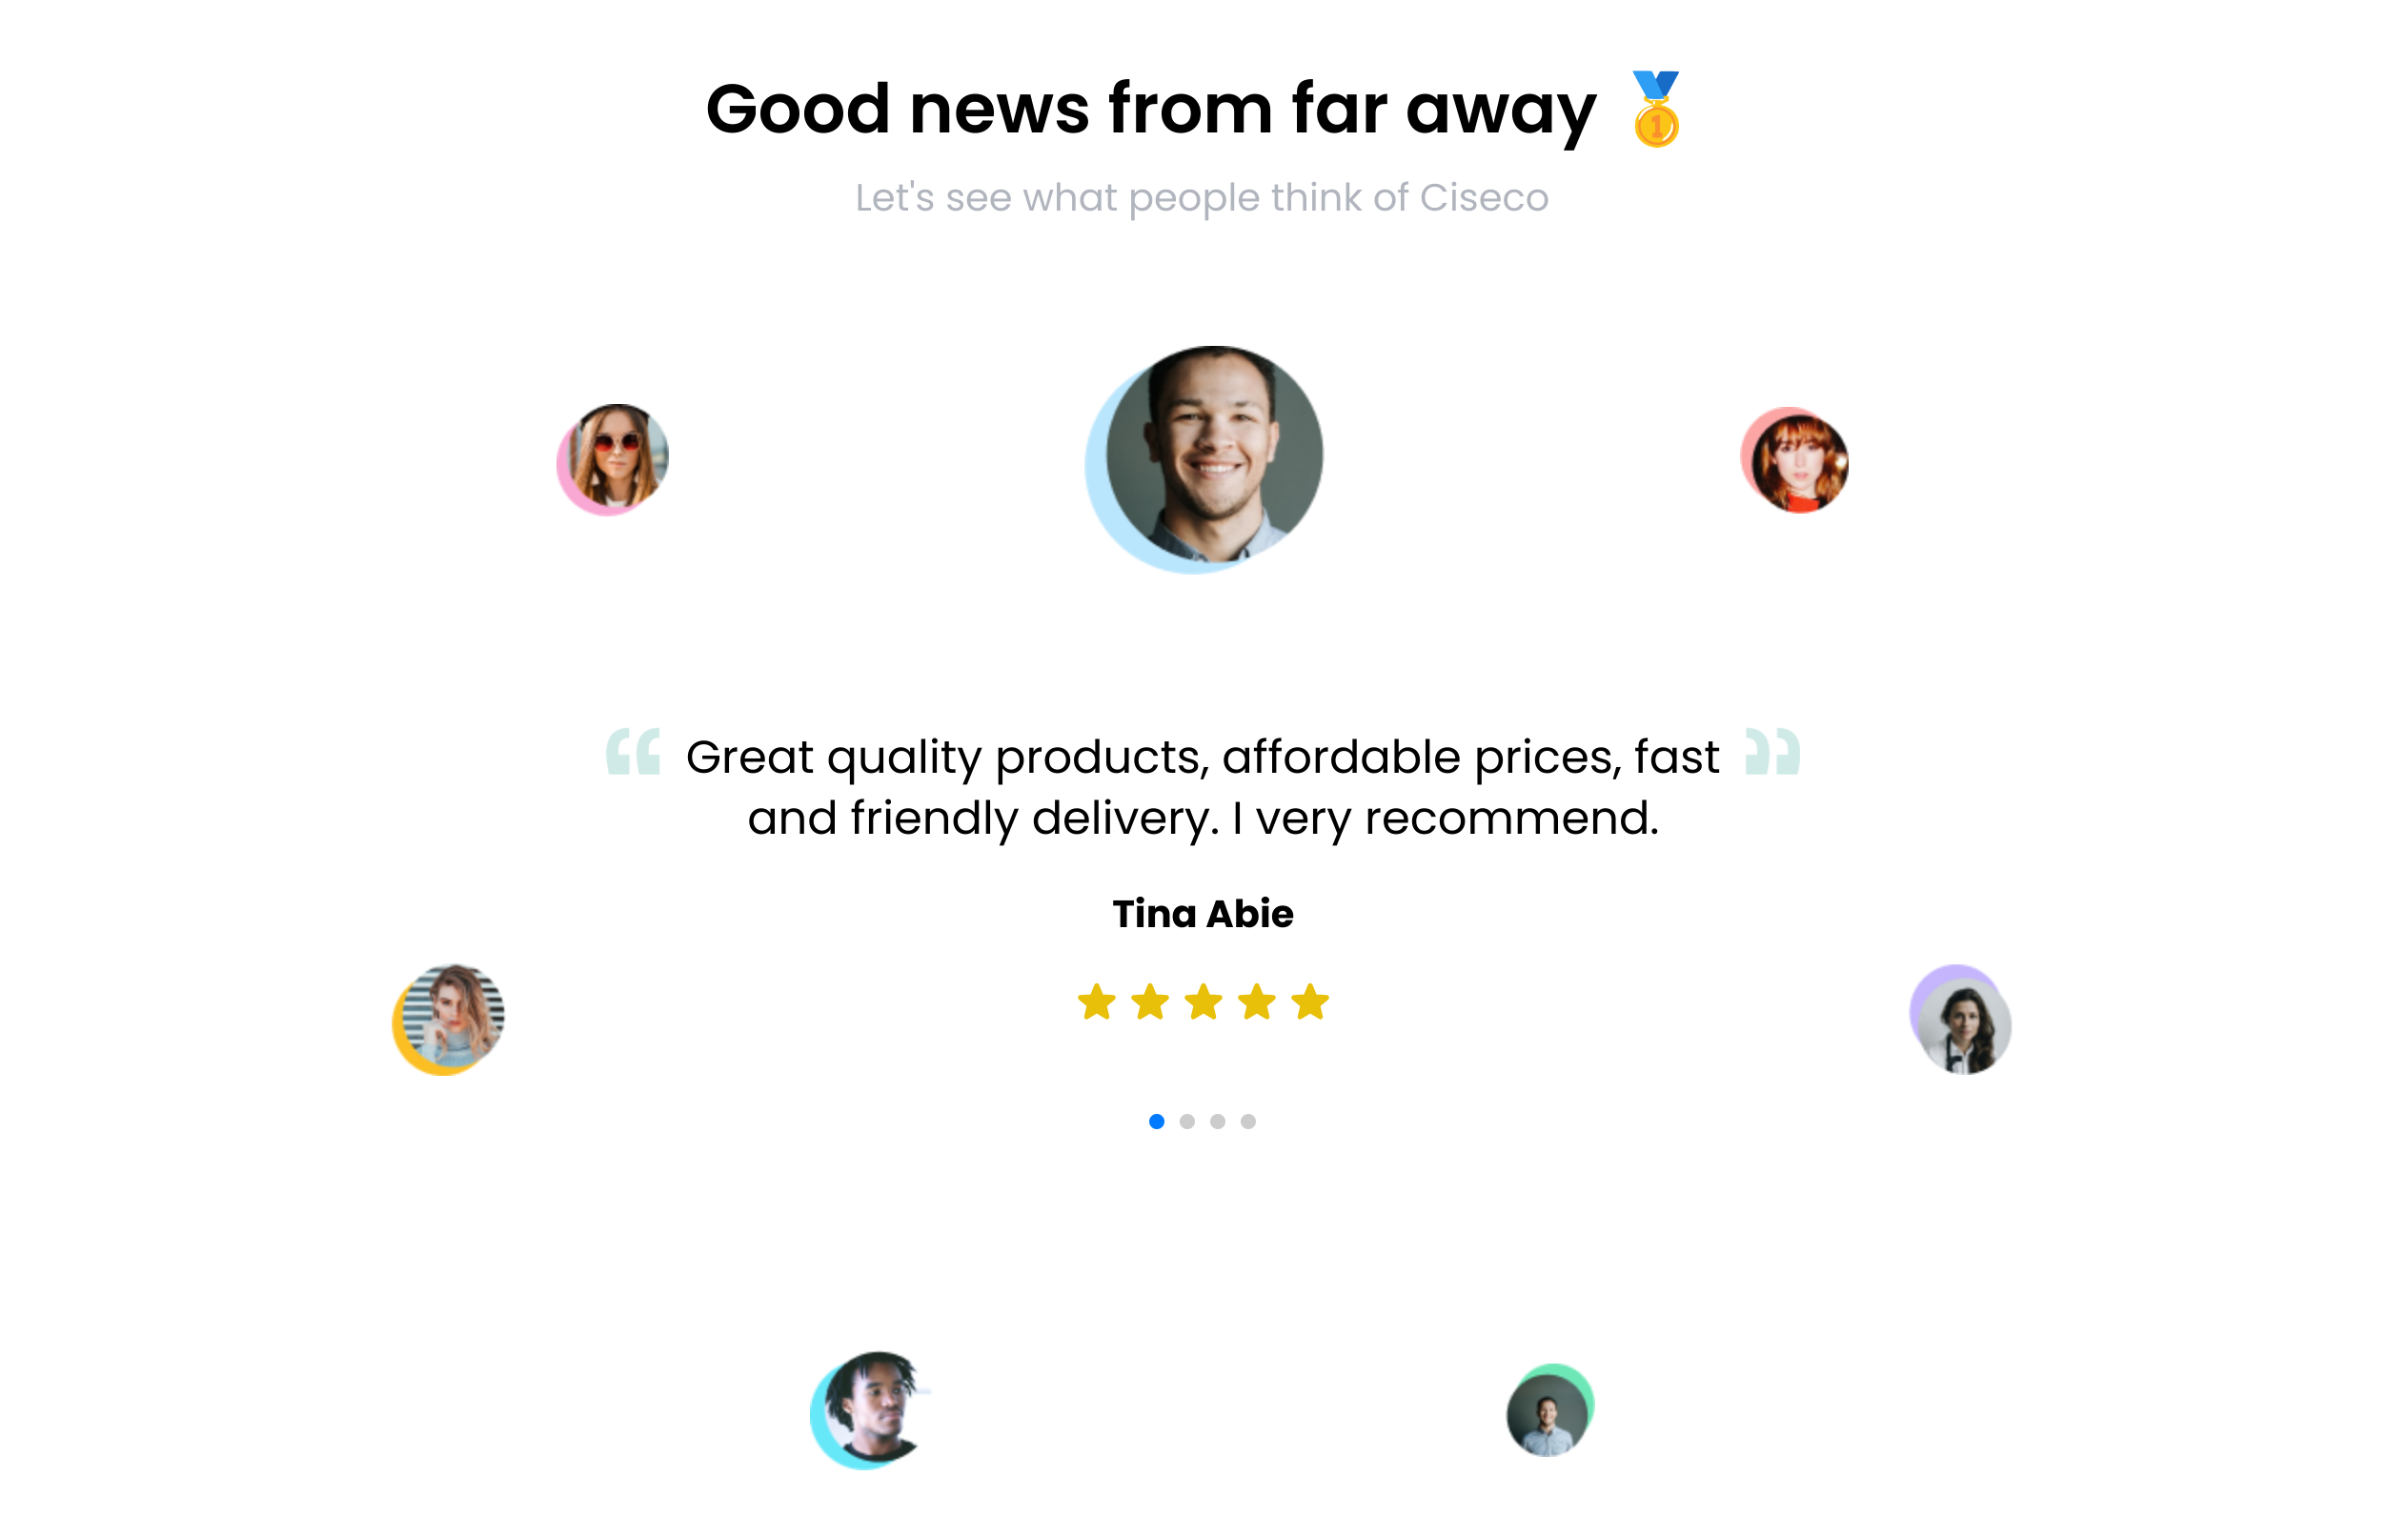 Good news from far away 🥇
Let's see what people think of Ciseco
“ Great quality products, affordable prices, fast ”
and friendly delivery. I very recommend.
Tina Abie